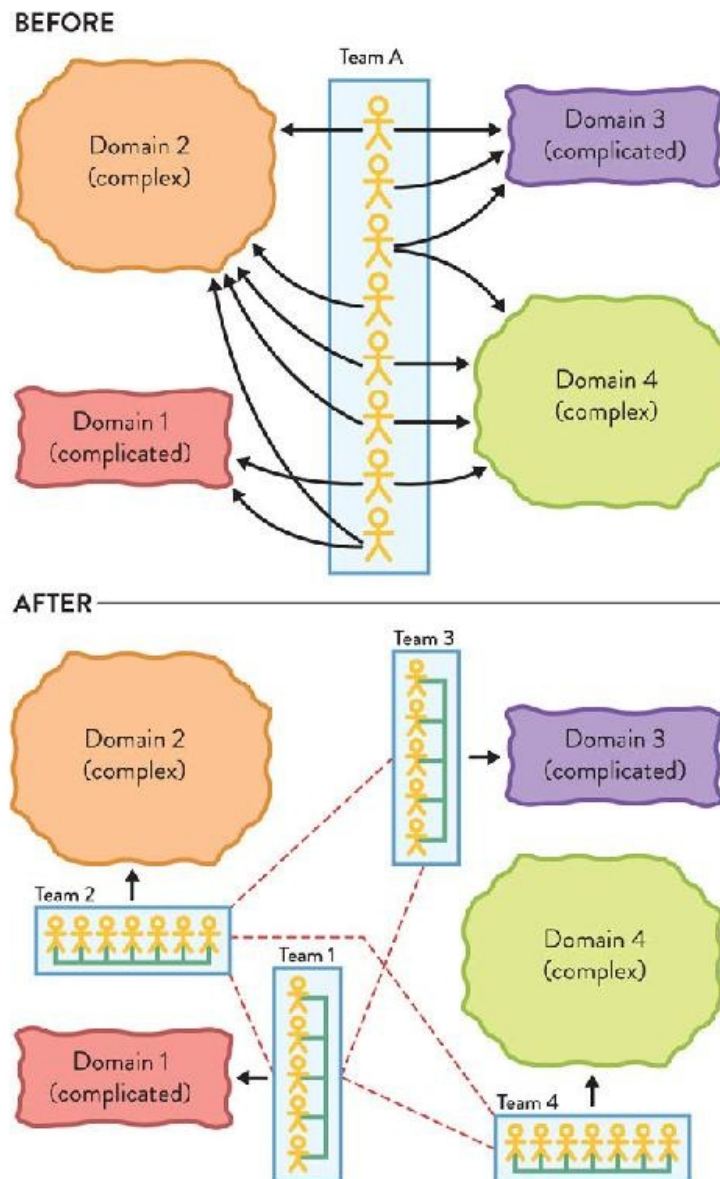 BEFORE
Team A
Domain 2
(complex)
Domain 3
(complicated)
Domain 4
(complex)
Domain 1
(complicated)
AFTER
Team 3
Domain 2
(complex)
Domain 3
(complicated)
Team 2
Domain 4
(complex)
Team 1
Domain 1
(complicated)
Team 4